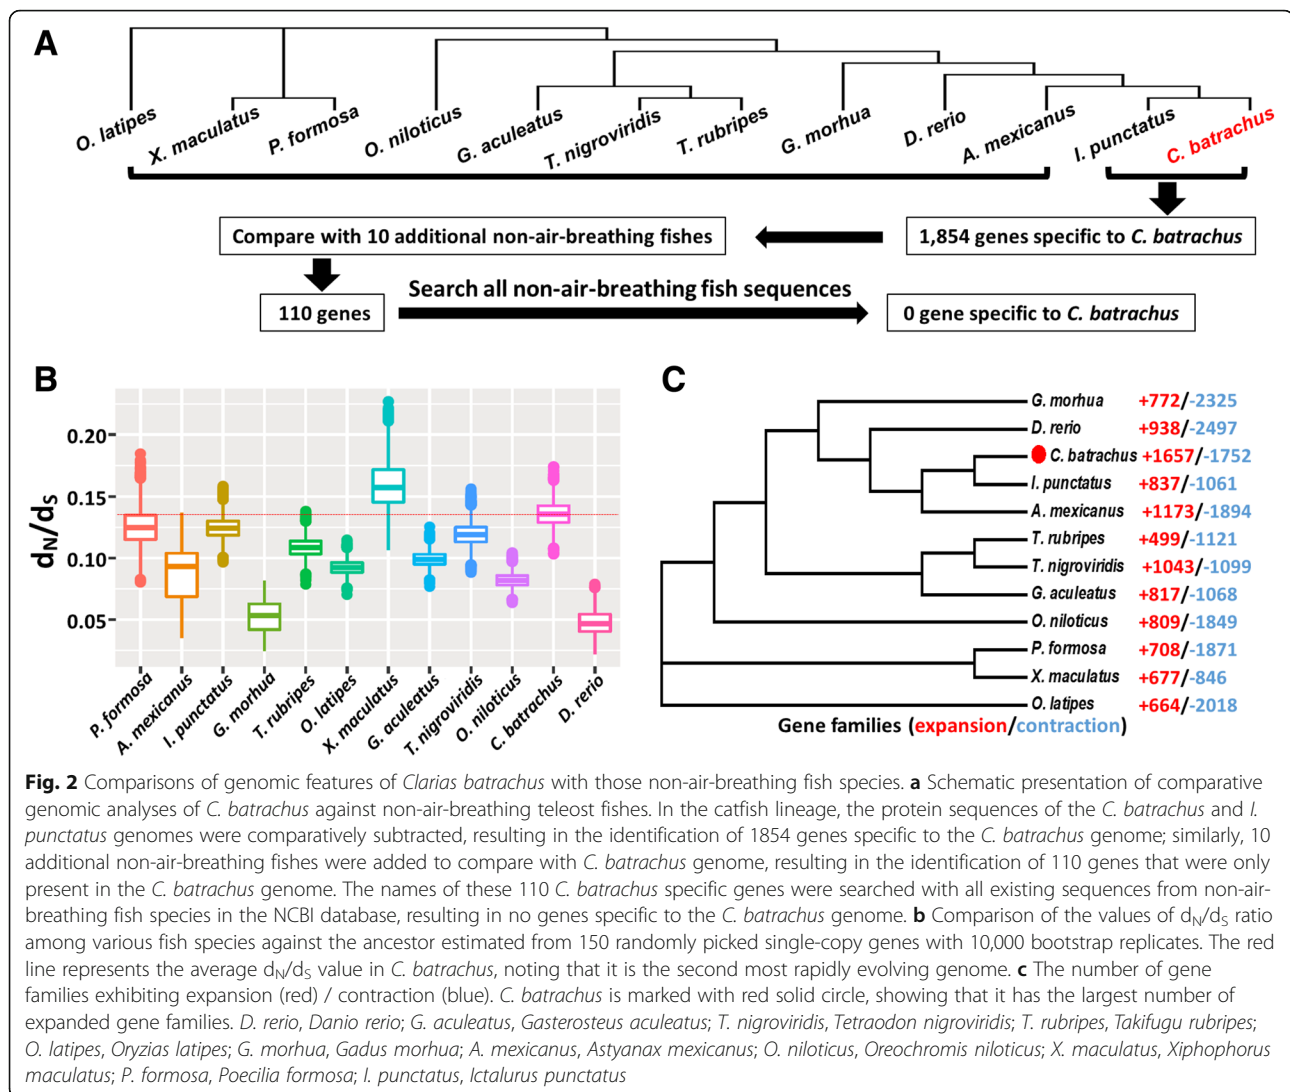 A
O. latipes
X. maculatus
P. formosa
O. niloticus
G. aculeatus
T. nigroviridis
T. rubripes
G. morhua
D. rerio
A. mexicanus
I. punctatus
C. batrachus
Compare with 10 additional non-air-breathing fishes
1,854 genes specific to C. batrachus
110 genes
Search all non-air-breathing fish sequences
0 gene specific to C. batrachus
B
dN/dS
0.20
0.15
0.10
0.05
P. formosa
A. mexicanus
I. punctatus
G. morhua
T. rubripes
O. latipes
X. maculatus
G. aculeatus
T. nigroviridis
O. niloticus
C. batrachus
D. rerio
C
G. morhua +772/-2325
D. rerio +938/-2497
C. batrachus +1657/-1752
I. punctatus +837/-1061
A. mexicanus +1173/-1894
T. rubripes +499/-1121
T. nigroviridis +1043/-1099
G. aculeatus +817/-1068
O. niloticus +809/-1849
P. formosa +708/-1871
X. maculatus +677/-846
O. latipes +664/-2018
Gene families (expansion/contraction)
Fig. 2 Comparisons of genomic features of Clarias batrachus with those non-air-breathing fish species. a Schematic presentation of comparative
genomic analyses of C. batrachus against non-air-breathing teleost fishes. In the catfish lineage, the protein sequences of the C. batrachus and I.
punctatus genomes were comparatively subtracted, resulting in the identification of 1854 genes specific to the C. batrachus genome; similarly, 10
additional non-air-breathing fishes were added to compare with C. batrachus genome, resulting in the identification of 110 genes that were only
present in the C. batrachus genome. The names of these 110 C. batrachus specific genes were searched with all existing sequences from non-air-
breathing fish species in the NCBI database, resulting in no genes specific to the C. batrachus genome. b Comparison of the values of dN/dS ratio
among various fish species against the ancestor estimated from 150 randomly picked single-copy genes with 10,000 bootstrap replicates. The red
line represents the average dN/dS value in C. batrachus, noting that it is the second most rapidly evolving genome. c The number of gene
families exhibiting expansion (red) / contraction (blue). C. batrachus is marked with red solid circle, showing that it has the largest number of
expanded gene families. D. rerio, Danio rerio; G. aculeatus, Gasterosteus aculeatus; T. nigroviridis, Tetraodon nigroviridis; T. rubripes, Takifugu rubripes;
O. latipes, Oryzias latipes; G. morhua, Gadus morhua; A. mexicanus, Astyanax mexicanus; O. niloticus, Oreochromis niloticus; X. maculatus, Xiphophorus
maculatus; P. formosa, Poecilia formosa; I. punctatus, Ictalurus punctatus